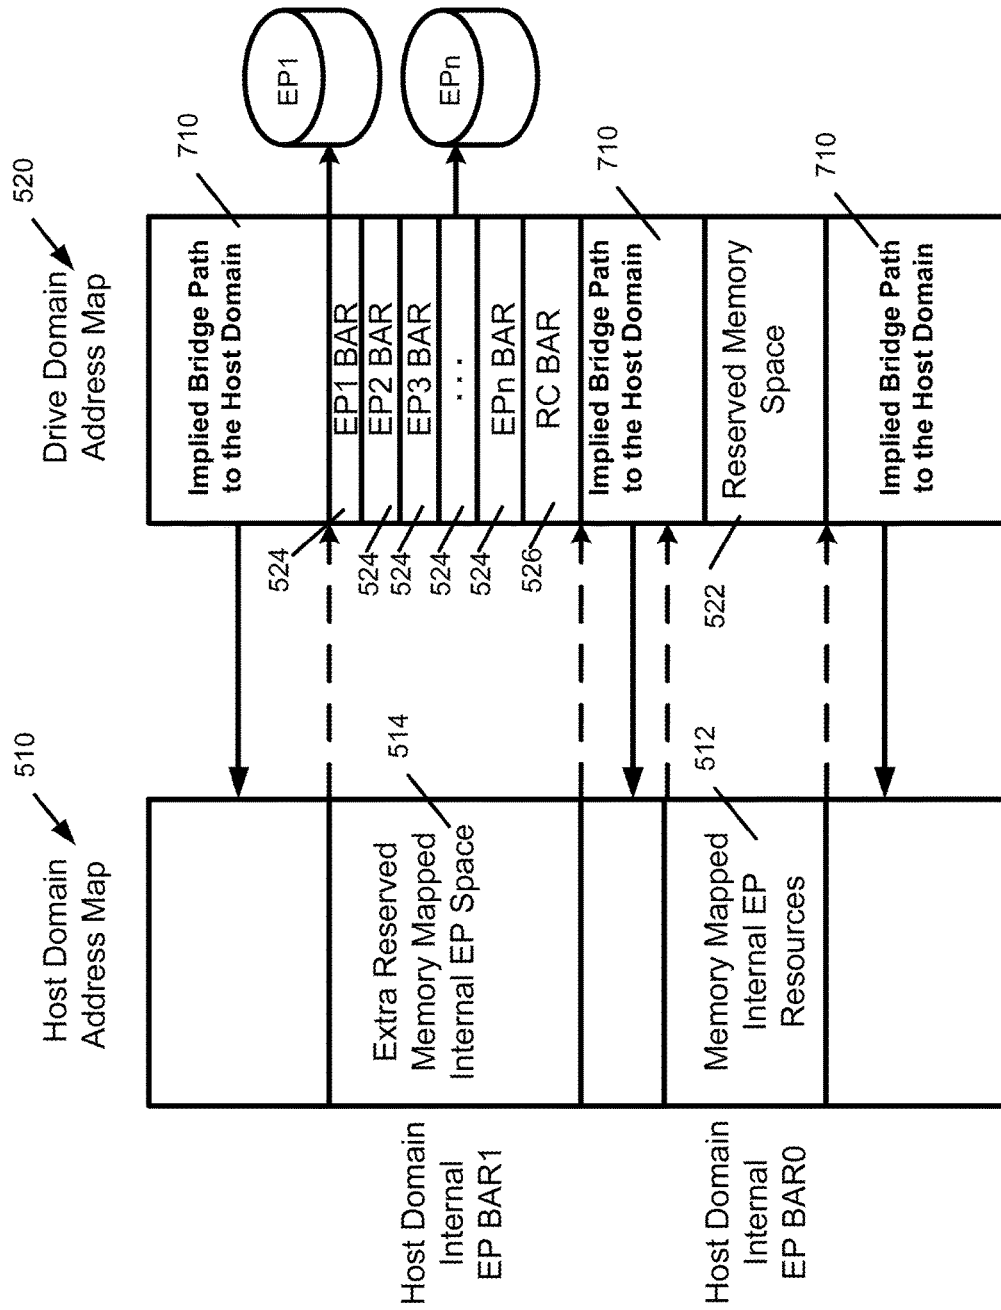 Host Domain
Address Map
510
Drive Domain
Address Map
520
Host Domain
Internal
EP BAR1
Extra Reserved
Memory Mapped
Internal EP Space
514
Host Domain
Internal
EP BAR0
Memory Mapped
Internal EP
Resources
512
Implied Bridge Path
to the Host Domain
710
EP1 BAR
524
EP2 BAR
524
EP3 BAR
524
...
524
EPn BAR
524
RC BAR
526
Implied Bridge Path
to the Host Domain
710
Reserved Memory
Space
522
Implied Bridge Path
to the Host Domain
710
EP1
EPn